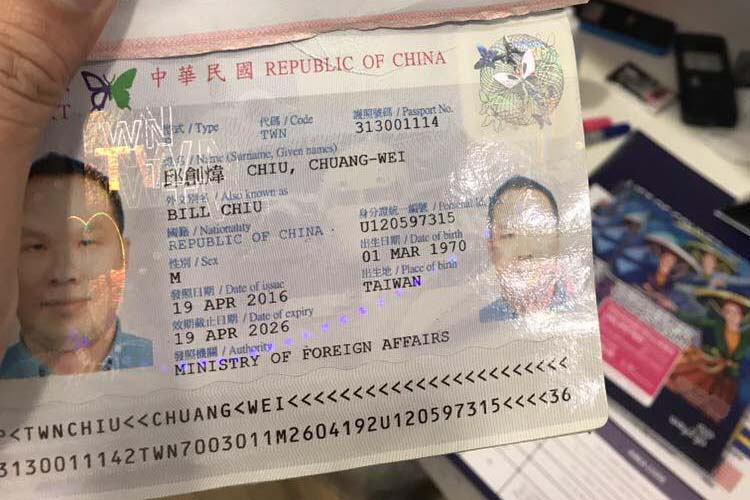 中華民國 REPUBLIC OF CHINA
型式 / Type
代碼 / Code
護照號碼 / Passport No.
TWN
313001114
姓名 / Name (Surname, Given names)
邱創煒 CHIU, CHUANG-WEI
外文別名 / Also known as
BILL CHIU
身分證統一編號 / Personal Id.
U120597315
國籍 / Nationality
REPUBLIC OF CHINA
出生日期 / Date of birth
01 MAR 1970
性別 / Sex
M
出生地 / Place of birth
TAIWAN
發照日期 / Date of issue
19 APR 2016
效期截止日期 / Date of expiry
19 APR 2026
發照機關 / Authority
MINISTRY OF FOREIGN AFFAIRS
P<TWNCHIU<<CHUANG<WEI<<<<<<<<<<<<<<<<<<<<<<<
3130011142TWN7003011M2604192U120597315<<<<36